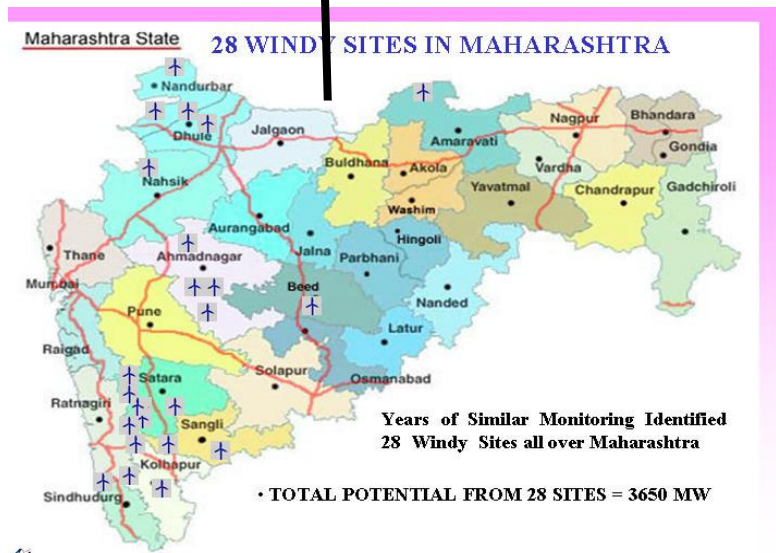 Maharashtra State
28 WINDY SITES IN MAHARASHTRA
Nandurbar
Dhule
Jalgaon
Amaravati
Nagpur
Bhandara
Gondia
Buldhana
Akola
Vardha
Nahsik
Washim
Yavatmal
Chandrapur
Gadchiroli
Aurangabad
Hingoli
Jalna
Thane
Ahmadnagar
Parbhani
Mumbai
Beed
Nanded
Pune
Latur
Raigad
Solapur
Osmanabad
Satara
Ratnagiri
Sangli
Years of Similar Monitoring Identified
28 Windy Sites all over Maharashtra
Kolhapur
Sindhudurg
• TOTAL POTENTIAL FROM 28 SITES = 3650 MW